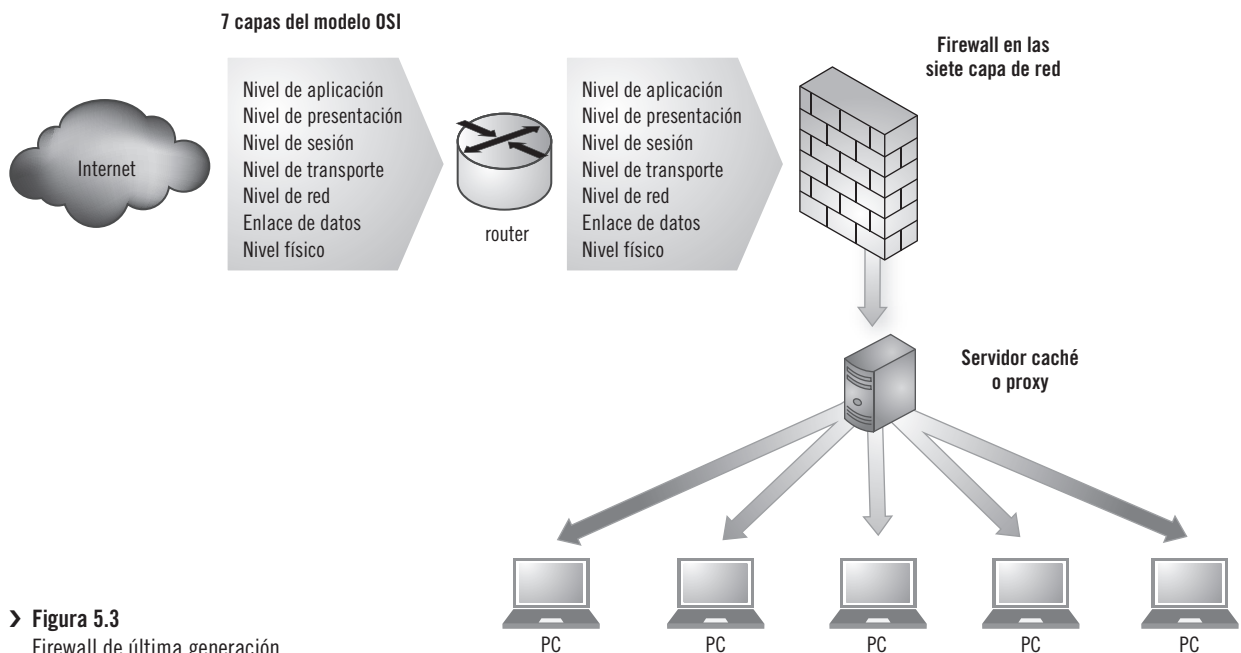 7 capas del modelo OSI
Internet
Nivel de aplicación
Nivel de presentación
Nivel de sesión
Nivel de transporte
Nivel de red
Enlace de datos
Nivel físico
router
Nivel de aplicación
Nivel de presentación
Nivel de sesión
Nivel de transporte
Nivel de red
Enlace de datos
Nivel físico
Firewall en las
siete capa de red
Servidor caché
o proxy
PC
PC
PC
PC
PC
› Figura 5.3
Firewall de última generación